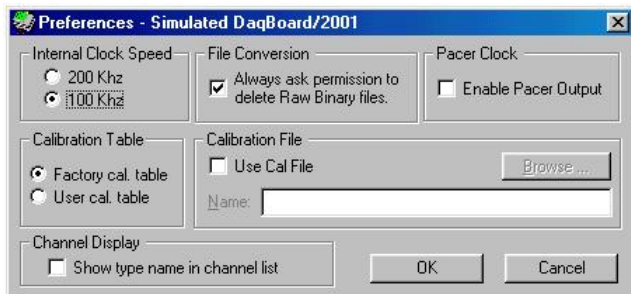 Preferences - Simulated DaqBoard/2001
Internal Clock Speed
200 Khz
100 Khz
File Conversion
Always ask permission to
delete Raw Binary files.
Pacer Clock
Enable Pacer Output
Calibration Table
Factory cal. table
User cal. table
Calibration File
Use Cal File
Browse ...
Name:
Channel Display
Show type name in channel list
OK
Cancel